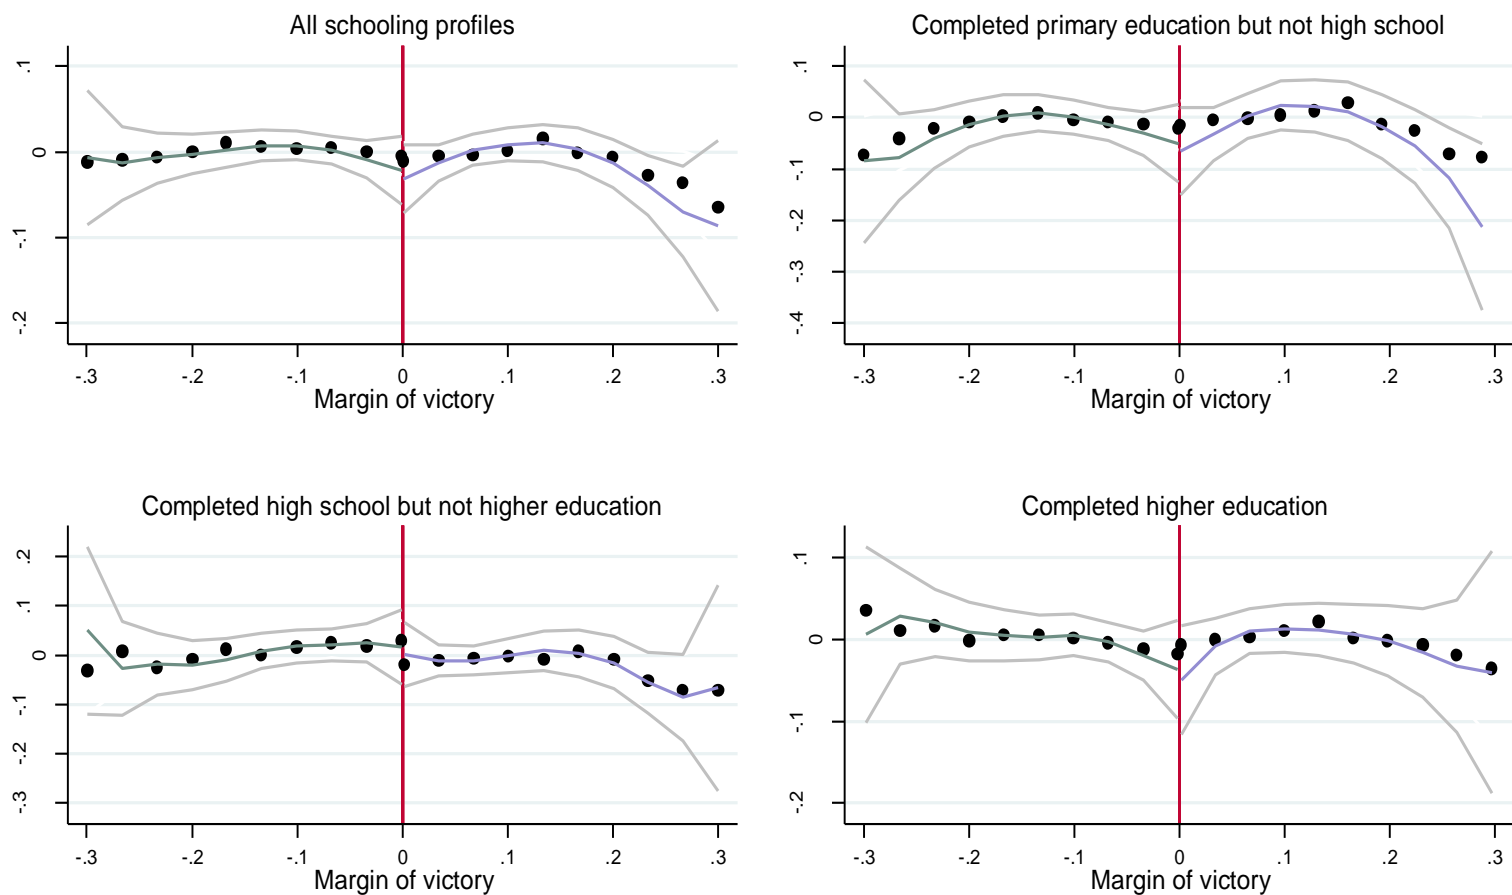 All schooling profiles
.1
0
-.1
-.2
-.3 -.2 -.1 0 .1 .2 .3
Margin of victory
Completed primary education but not high school
.1
0
-.1
-.2
-.3
-.4
-.3 -.2 -.1 0 .1 .2 .3
Margin of victory
Completed high school but not higher education
.2
.1
0
-.1
-.2
-.3
-.3 -.2 -.1 0 .1 .2 .3
Margin of victory
Completed higher education
.1
0
-.1
-.2
-.3 -.2 -.1 0 .1 .2 .3
Margin of victory